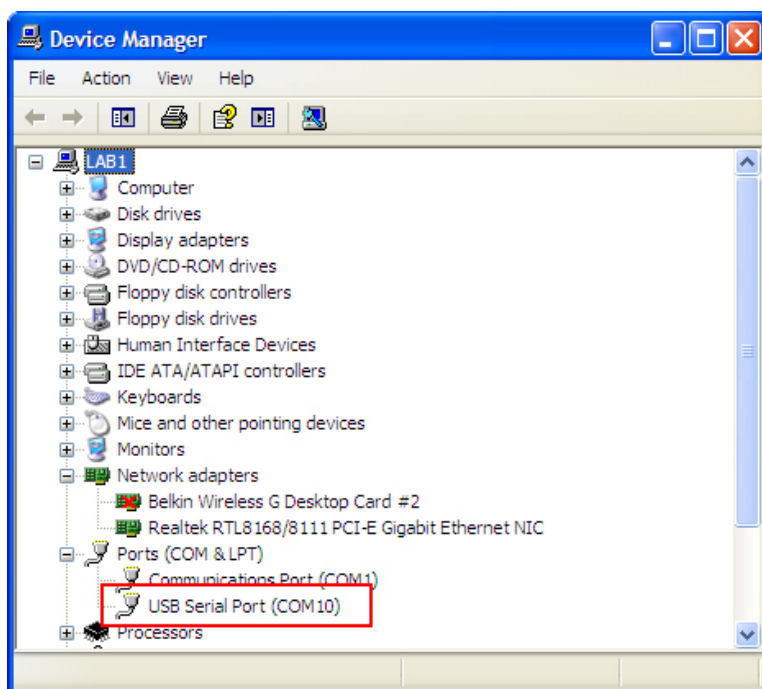 Device Manager
File Action View Help
LAB1
Computer
Disk drives
Display adapters
DVD/CD-ROM drives
Floppy disk controllers
Floppy disk drives
Human Interface Devices
IDE ATA/ATAPI controllers
Keyboards
Mice and other pointing devices
Monitors
Network adapters
Belkin Wireless G Desktop Card #2
Realtek RTL8168/8111 PCI-E Gigabit Ethernet NIC
Ports (COM & LPT)
Communications Port (COM1)
USB Serial Port (COM10)
Processors